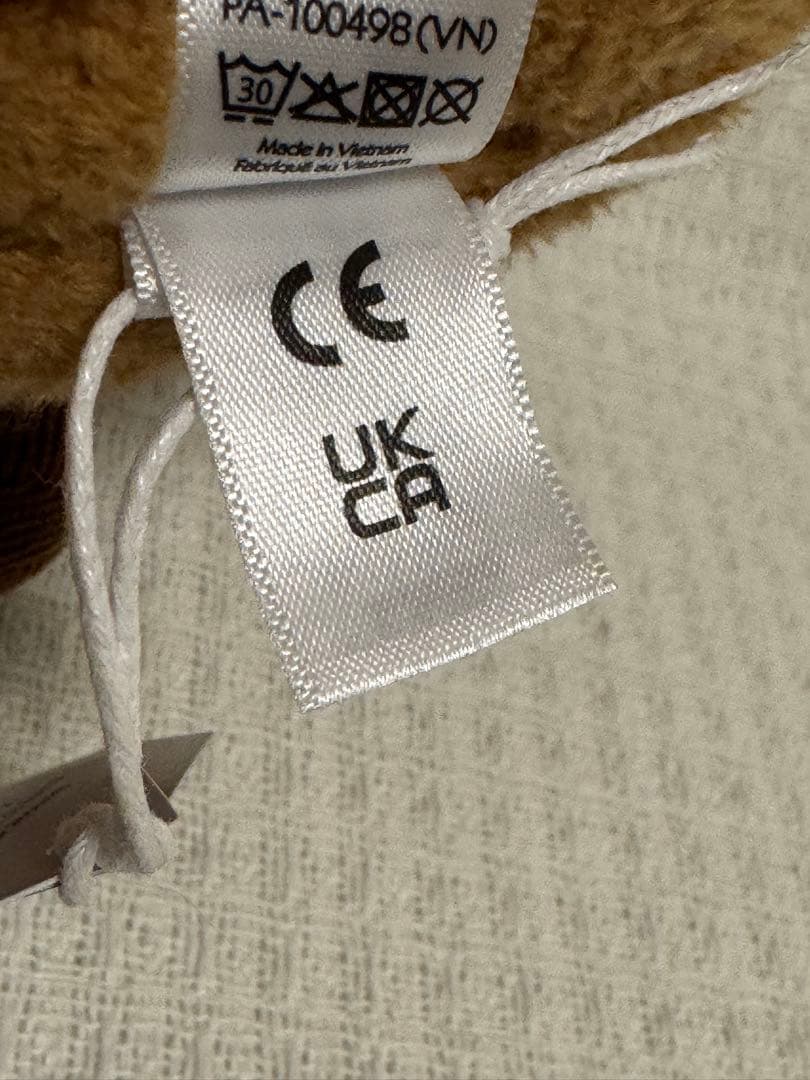 PA-100498(VN)
30
Made in Vietnam
Fabriqué au Vietnam
CE
UK
CA